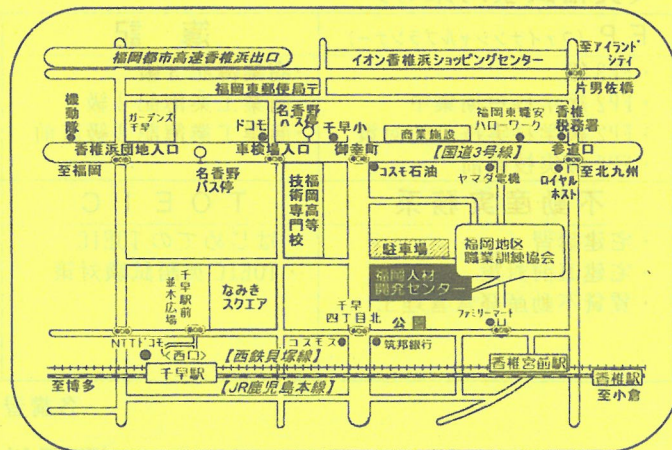 福岡都市高速香椎浜出口
イオン香椎浜ショッピングセンター
至アイランド
シティ
福岡東郵便局〒
片男佐橋
機動隊
ガーデンズ
千早
ドコモ
名香野
バス停
千早小
商業施設
福岡東職安
ハローワーク
香椎
税務署
香椎浜団地入口
車検場入口
御幸町
【国道3号線】
参道口
至福岡
名香野
バス停
福岡高等
技術専門校
コスモ石油
ヤマダ電機
ロイヤル
ホスト
至北九州
駐車場
福岡地区
職業訓練協会
福岡人材
開発センター
千早駅前
並木広場
なみき
スクエア
千早
四丁目北
公園
ファミリーマート
NTTドコモ
<西口>
【西鉄貝塚線】
コスモス
筑邦銀行
香椎宮前駅
至博多
千早駅
【JR鹿児島本線】
香椎駅
至小倉